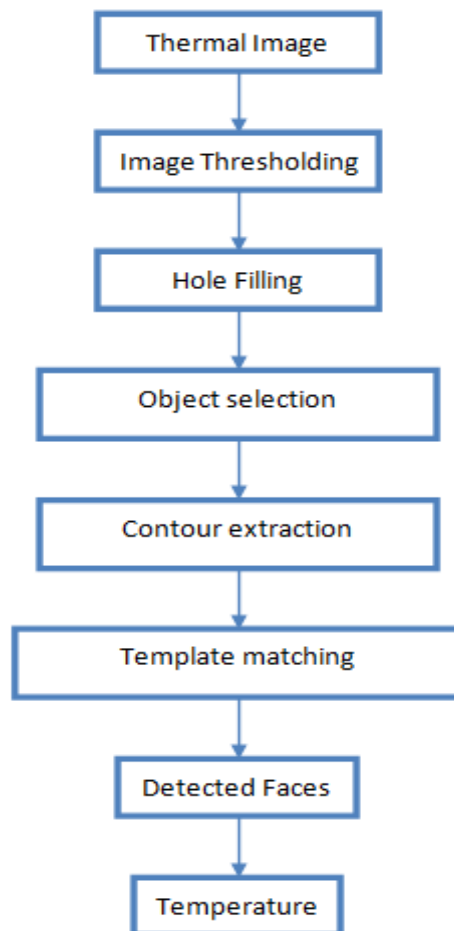 Thermal Image
Image Thresholding
Hole Filling
Object selection
Contour extraction
Template matching
Detected Faces
Temperature